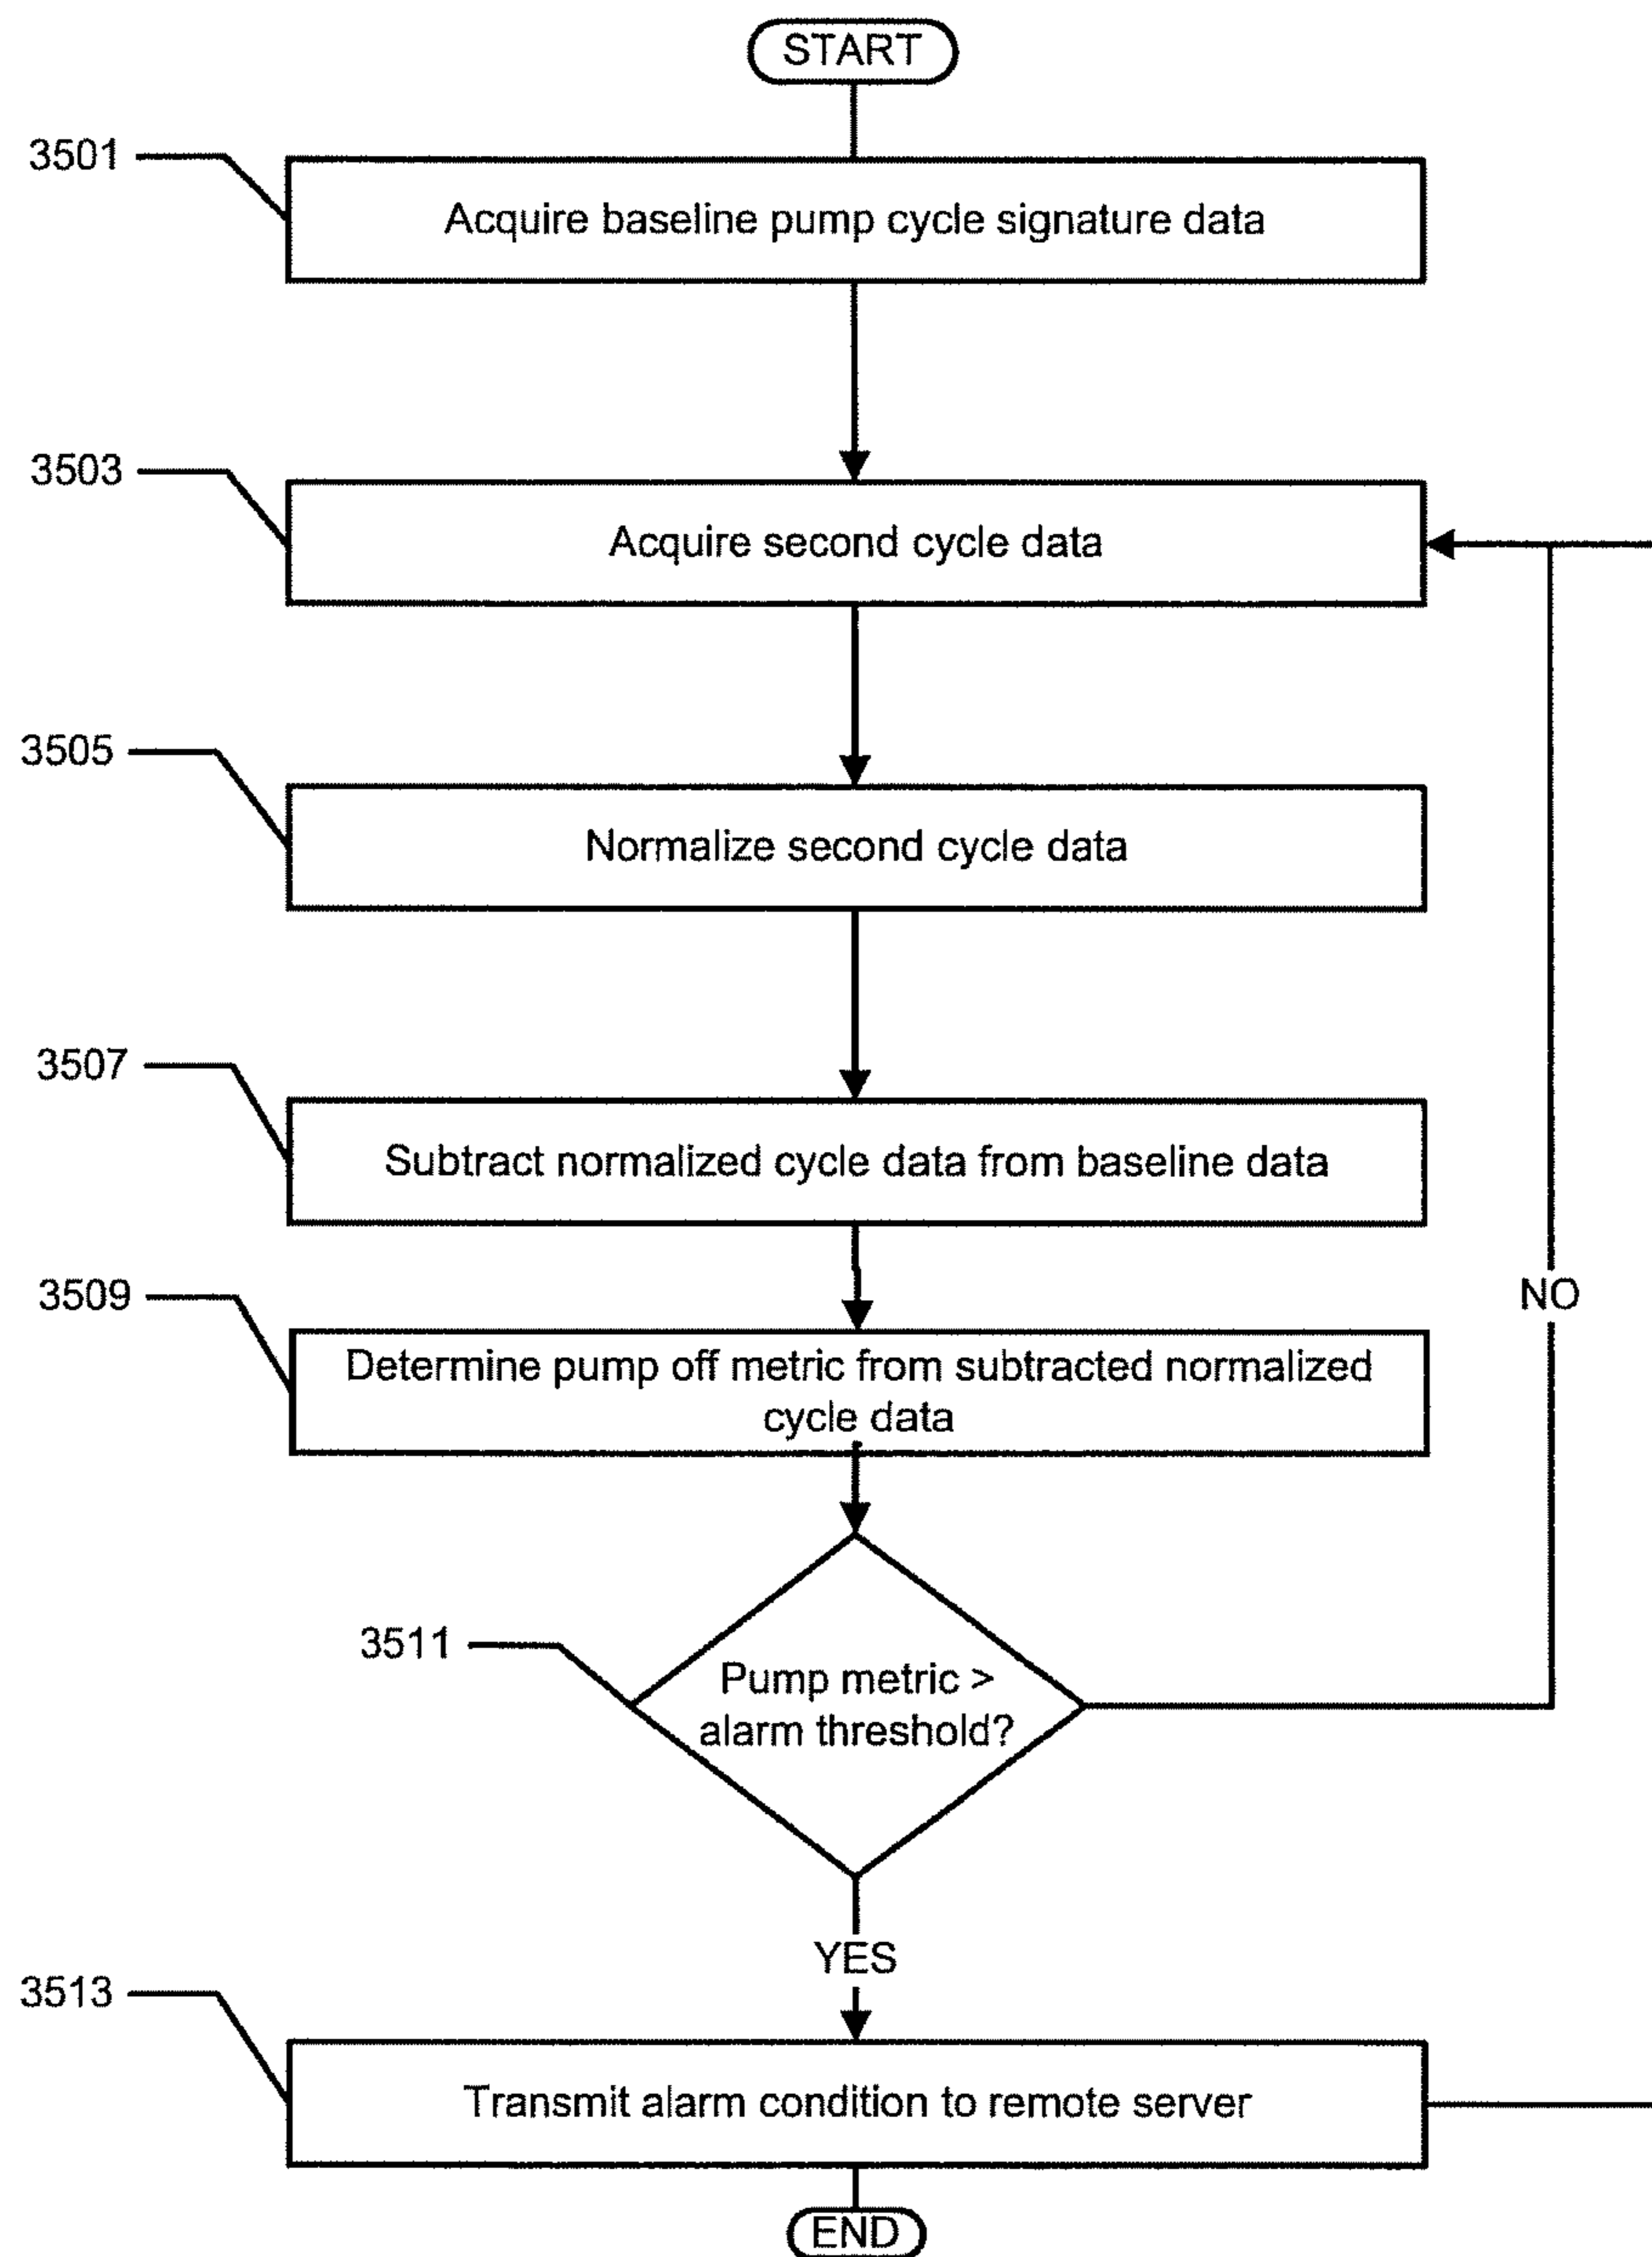 START
3501
Acquire baseline pump cycle signature data
3503
Acquire second cycle data
3505
Normalize second cycle data
3507
Subtract normalized cycle data from baseline data
3509
Determine pump off metric from subtracted normalized
cycle data
NO
3511
Pump metric >
alarm threshold?
YES
3513
Transmit alarm condition to remote server
END